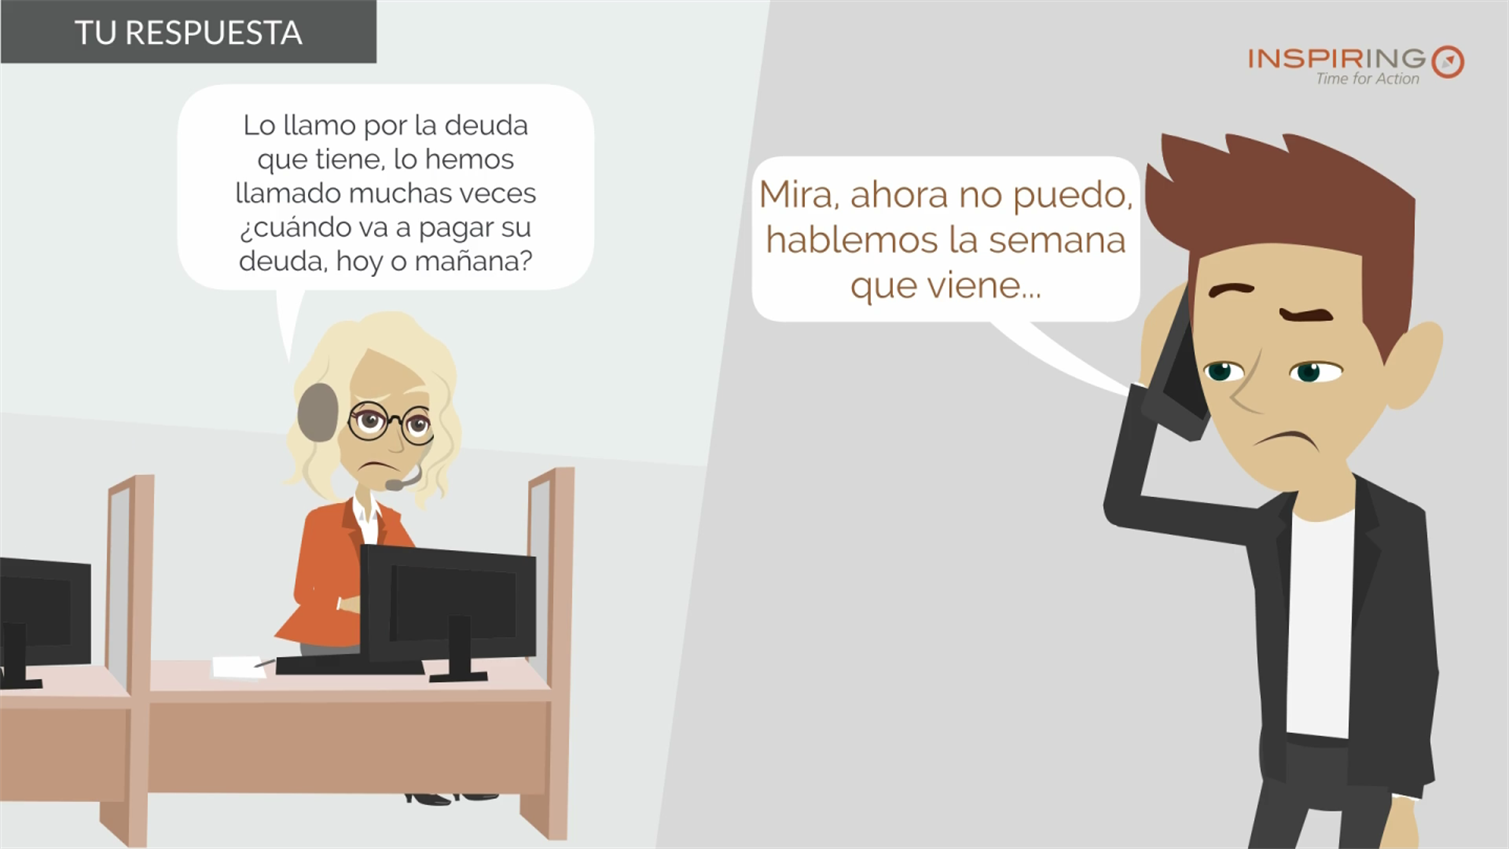 TU RESPUESTA
INSPIRING
Time for Action
Lo llamo por la deuda
que tiene, lo hemos
llamado muchas veces
¿cuándo va a pagar su
deuda, hoy o mañana?
Mira, ahora no puedo,
hablemos la semana
que viene...